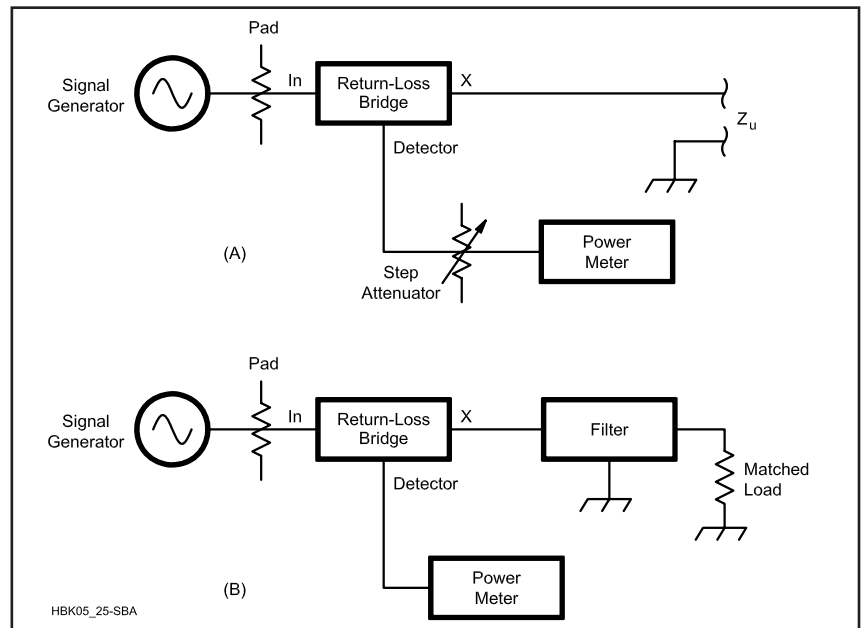 Pad
Signal
Generator
In
Return-Loss
Bridge
X
Zu
Detector
(A)
Step
Attenuator
Power
Meter
Pad
Signal
Generator
In
Return-Loss
Bridge
X
Filter
Matched
Load
Detector
(B)
Power
Meter
HBK05_25-SBA